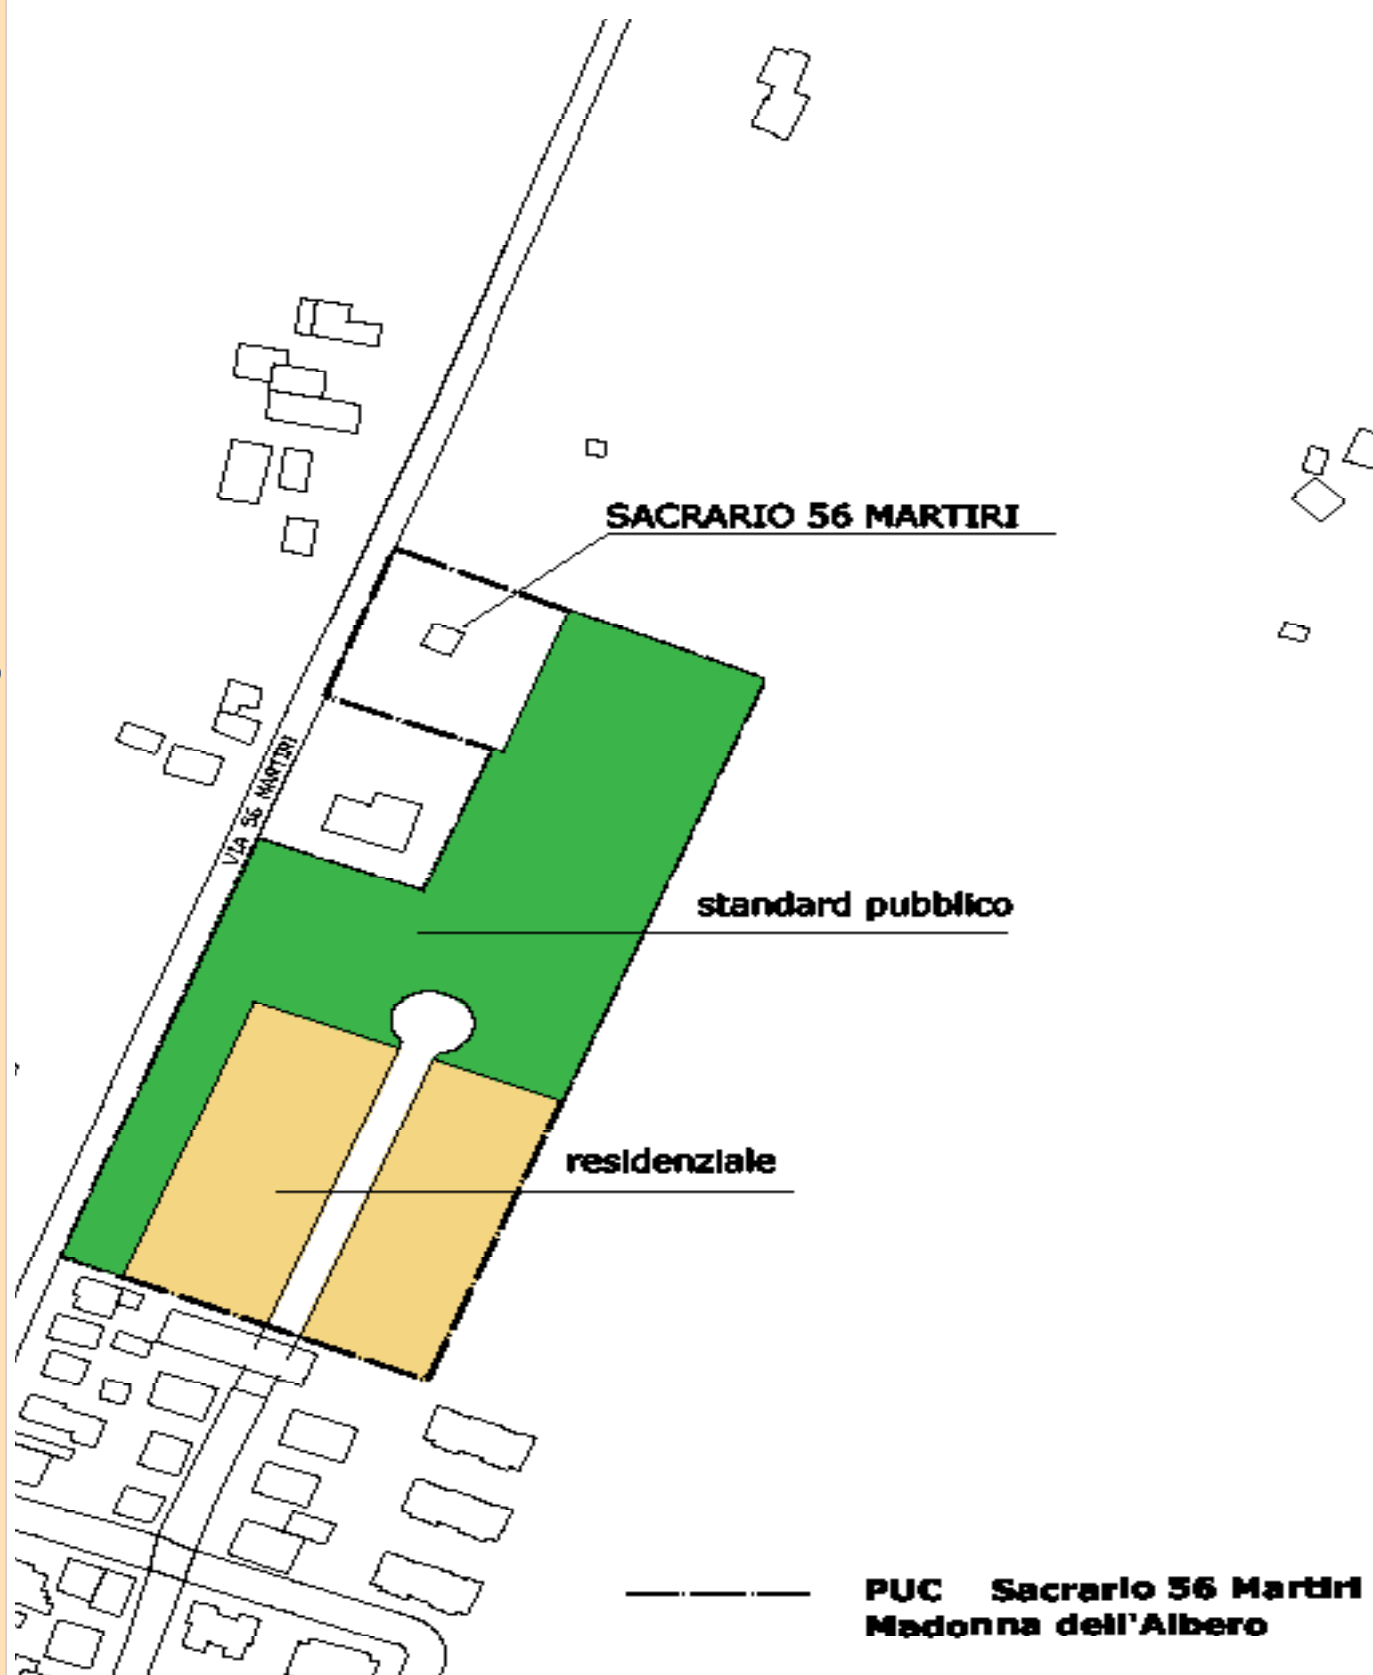 SACRARIO 56 MARTIRI
VIA 56 MARTIRI
standard pubblico
residenziale
PUC Sacrario 56 Martiri
Madonna dell'Albero